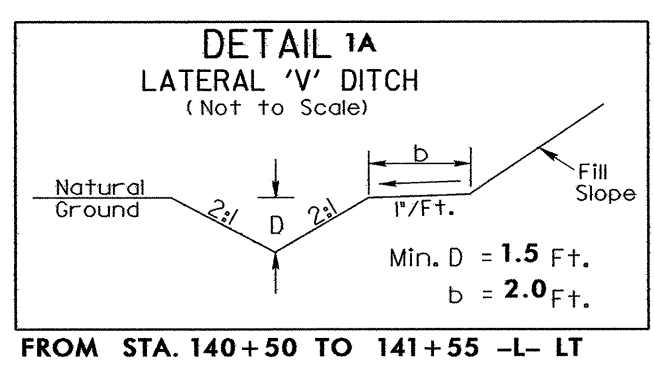 DETAIL 1A
LATERAL 'V' DITCH
(Not to Scale)
b
Natural
Ground
2:1
D
2:1
1"/Ft.
Fill
Slope
Min. D = 1.5 Ft.
b = 2.0 Ft.
FROM STA. 140+50 TO 141+55 -L- LT